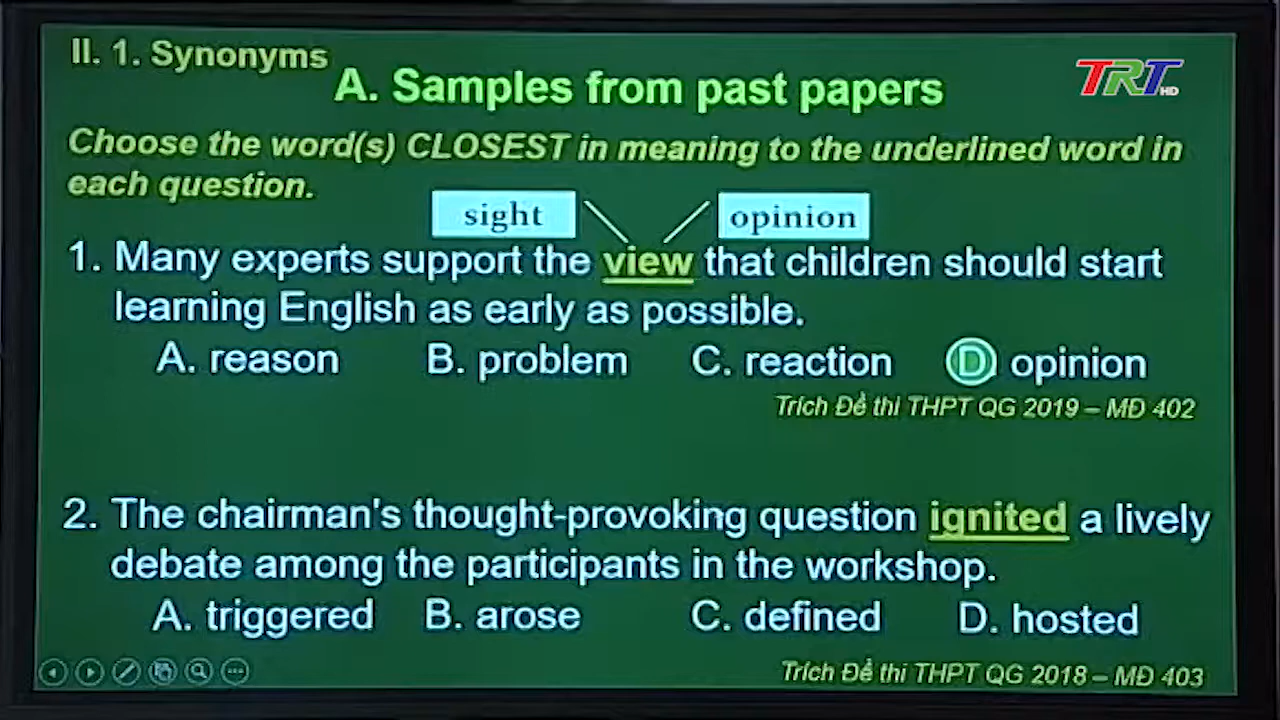 II. 1. Synonyms
A. Samples from past papers
TRT HD
Choose the word(s) CLOSEST in meaning to the underlined word in
each question.
sight
opinion
1. Many experts support the view that children should start
learning English as early as possible.
A. reason B. problem C. reaction D opinion
Trích Đề thi THPT QG 2019 – MĐ 402
2. The chairman's thought-provoking question ignited a lively
debate among the participants in the workshop.
A. triggered B. arose C. defined D. hosted
Trích Đề thi THPT QG 2018 – MĐ 403